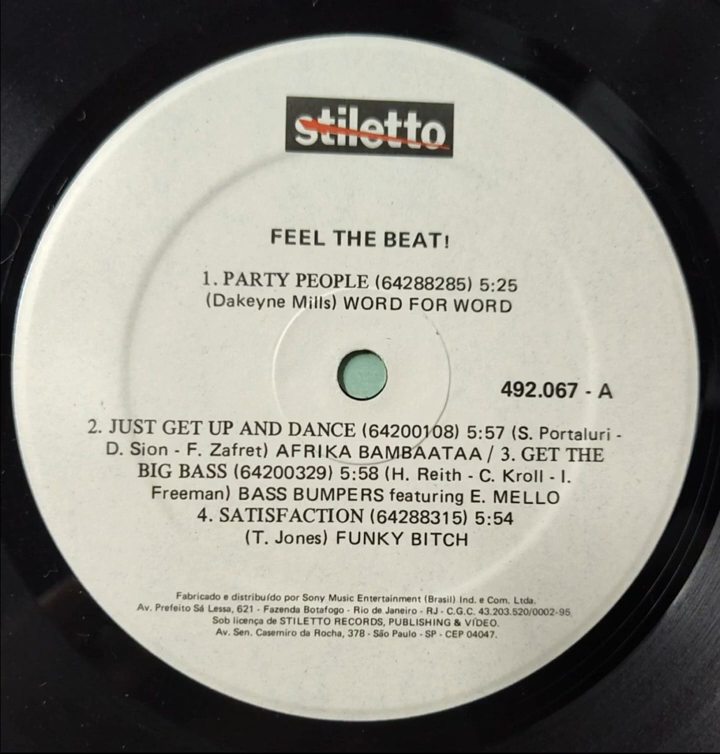 stiletto
FEEL THE BEAT!
1. PARTY PEOPLE (64288285) 5:25
(Dakeyne Mills) WORD FOR WORD
492.067 - A
2. JUST GET UP AND DANCE (64200108) 5:57 (S. Portaluri -
D. Sion - F. Zafret) AFRIKA BAMBAATAA / 3. GET THE
BIG BASS (64200329) 5:58 (H. Reith - C. Kroll - I.
Freeman) BASS BUMPERS featuring E. MELLO
4. SATISFACTION (64288315) 5:54
(T. Jones) FUNKY BITCH
Fabricado e distribuído por Sony Music Entertainment (Brasil) Ind. e Com. Ltda.
Av. Prefeito Sá Lessa, 621 - Fazenda Botafogo - Rio de Janeiro - RJ - C.G.C. 43.203.520/0002-95.
Sob licença de STILETTO RECORDS, PUBLISHING & VÍDEO.
Av. Sen. Casemiro da Rocha, 378 - São Paulo - SP - CEP 04047.